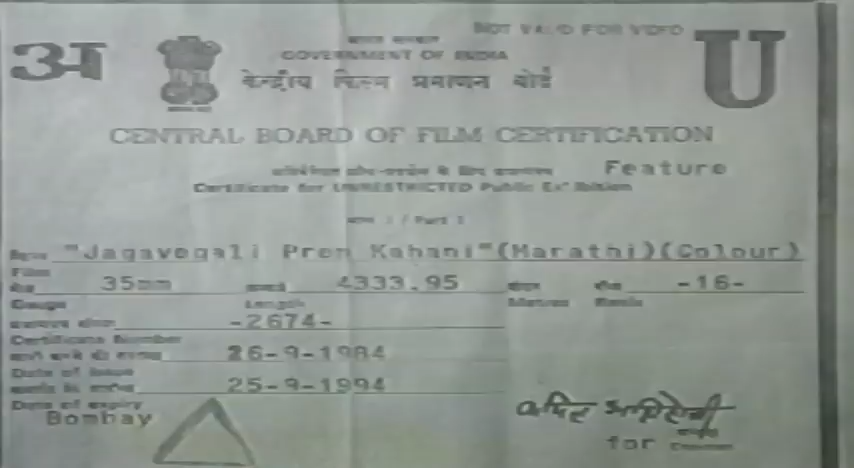 NOT VALID FOR VIDEO
अ
U
भारत सरकार
GOVERNMENT OF INDIA
केन्द्रीय फिल्म प्रमाणन बोर्ड
CENTRAL BOARD OF FILM CERTIFICATION
Feature
Certificate for UNRESTRICTED Public Exhibition
भाग I / Part I
"Jagavegali Prem Kahani"(Marathi)(Colour)
Film
35mm 4333.95 -16-
Gauge Length Metres Reels
-2674-
Certificate Number
26-9-1984
Date of Issue
25-9-1994
Date of expiry
Bombay
for